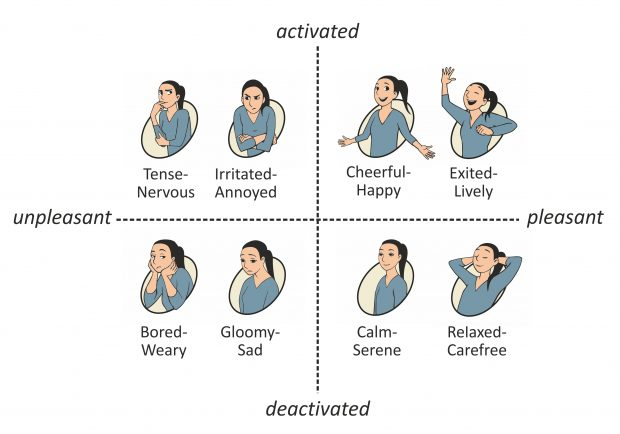 activated
Tense-
Nervous
Irritated-
Annoyed
Cheerful-
Happy
Exited-
Lively
unpleasant
pleasant
Bored-
Weary
Gloomy-
Sad
Calm-
Serene
Relaxed-
Carefree
deactivated